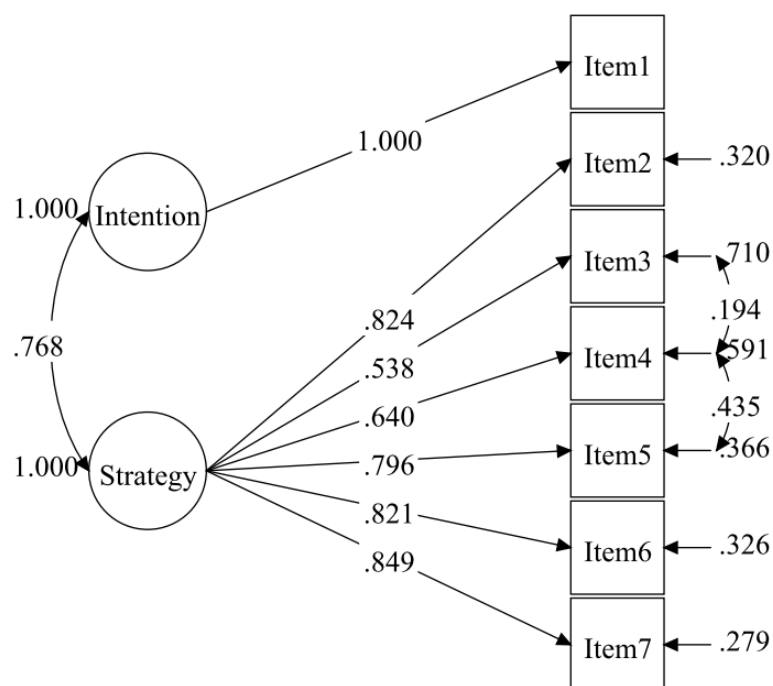 Item1
1.000
Item2
.320
1.000
Intention
Item3
.710
.824
.194
.768
.538
Item4
.591
.640
.435
1.000
Strategy
.796
Item5
.366
.821
Item6
.326
.849
Item7
.279